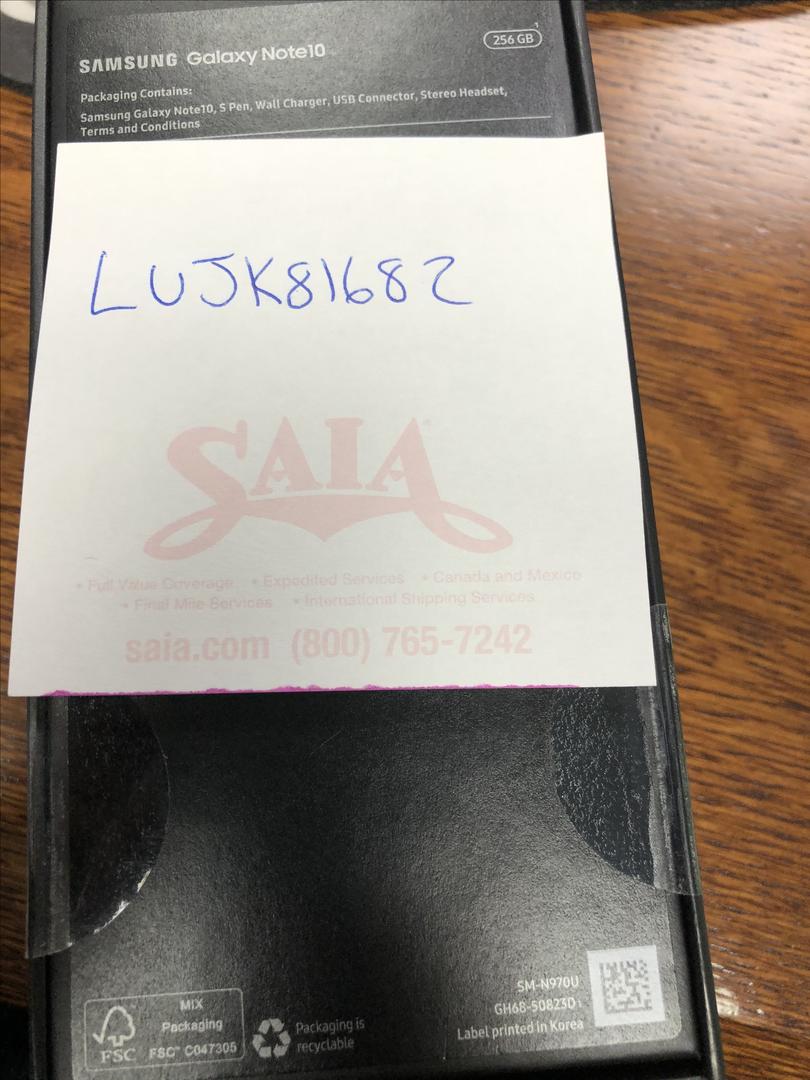 SAMSUNG Galaxy Note10
256 GB
Packaging Contains:
Samsung Galaxy Note10, S Pen, Wall Charger, USB Connector, Stereo Headset,
Terms and Conditions
LUJK81682
SAIA
• Full Value Coverage • Expedited Services • Canada and Mexico
• Final Mile Services • International Shipping Services
saia.com (800) 765-7242
SM-N970U
GH68-50823D
Label printed in Korea
MIX
Packaging
FSC FSC™ C047305
Packaging is
recyclable